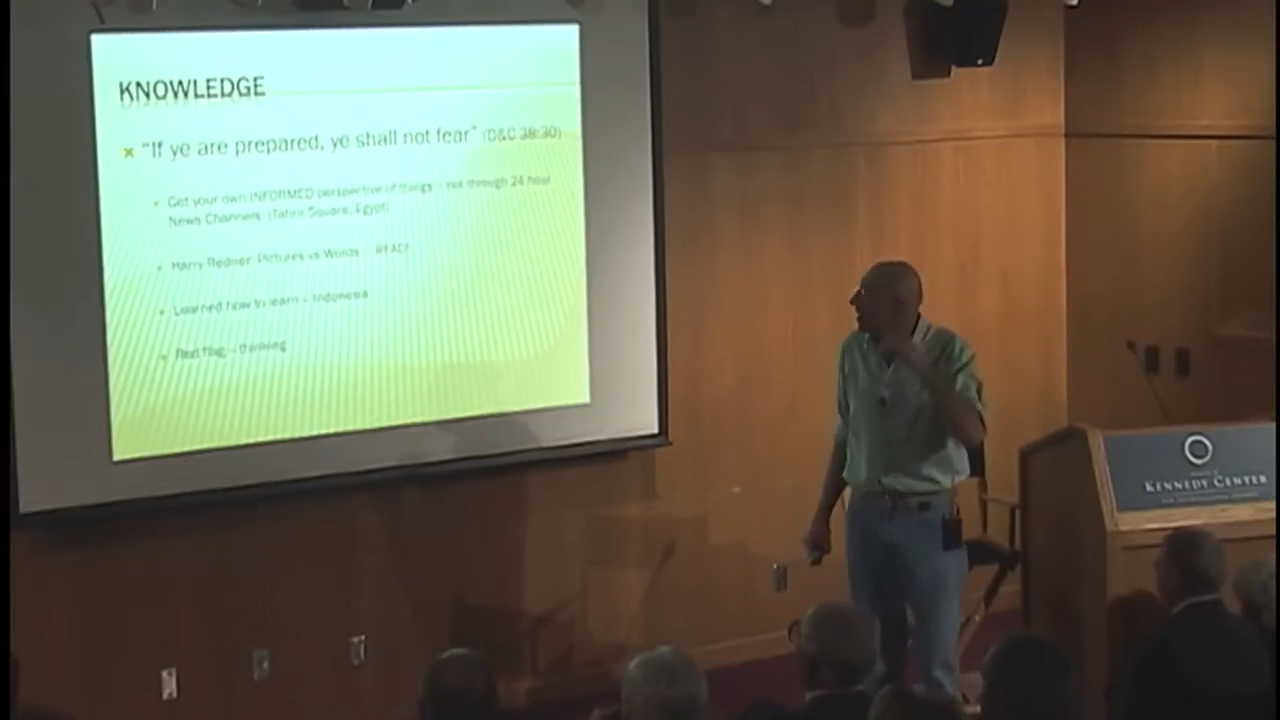 KNOWLEDGE
"If ye are prepared, ye shall not fear" (D&C 38:30)
Get your own INFORMED perspective of things - not through 24 hour
News Channels (Tahrir Square, Egypt)
Harry Redner Pictures vs Words - READ!
Learned how to learn - Indonesia
Red flag - thinking
KENNEDY CENTER